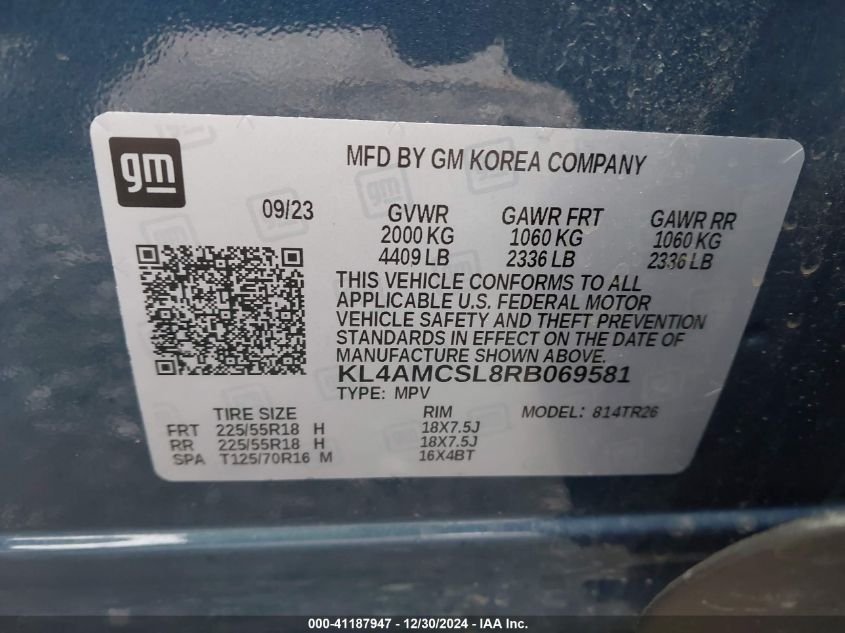 gm
MFD BY GM KOREA COMPANY
09/23 GVWR GAWR FRT GAWR RR
2000 KG 1060 KG 1060 KG
4409 LB 2336 LB 2336 LB
THIS VEHICLE CONFORMS TO ALL
APPLICABLE U.S. FEDERAL MOTOR
VEHICLE SAFETY AND THEFT PREVENTION
STANDARDS IN EFFECT ON THE DATE OF
MANUFACTURE SHOWN ABOVE.
KL4AMCSL8RB069581
TYPE: MPV
TIRE SIZE RIM MODEL: 814TR26
FRT 225/55R18 H 18X7.5J
RR 225/55R18 H 18X7.5J
SPA T125/70R16 M 16X4BT
000-41187947 - 12/30/2024 - IAAI Inc.